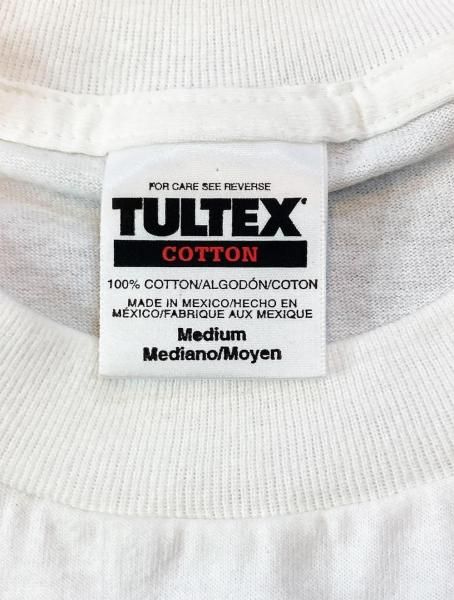 FOR CARE SEE REVERSE
TULTEX
COTTON
100% COTTON/ALGODÓN/COTON
MADE IN MEXICO/HECHO EN
MÉXICO/FABRIQUE AUX MEXIQUE
Medium
Mediano/Moyen